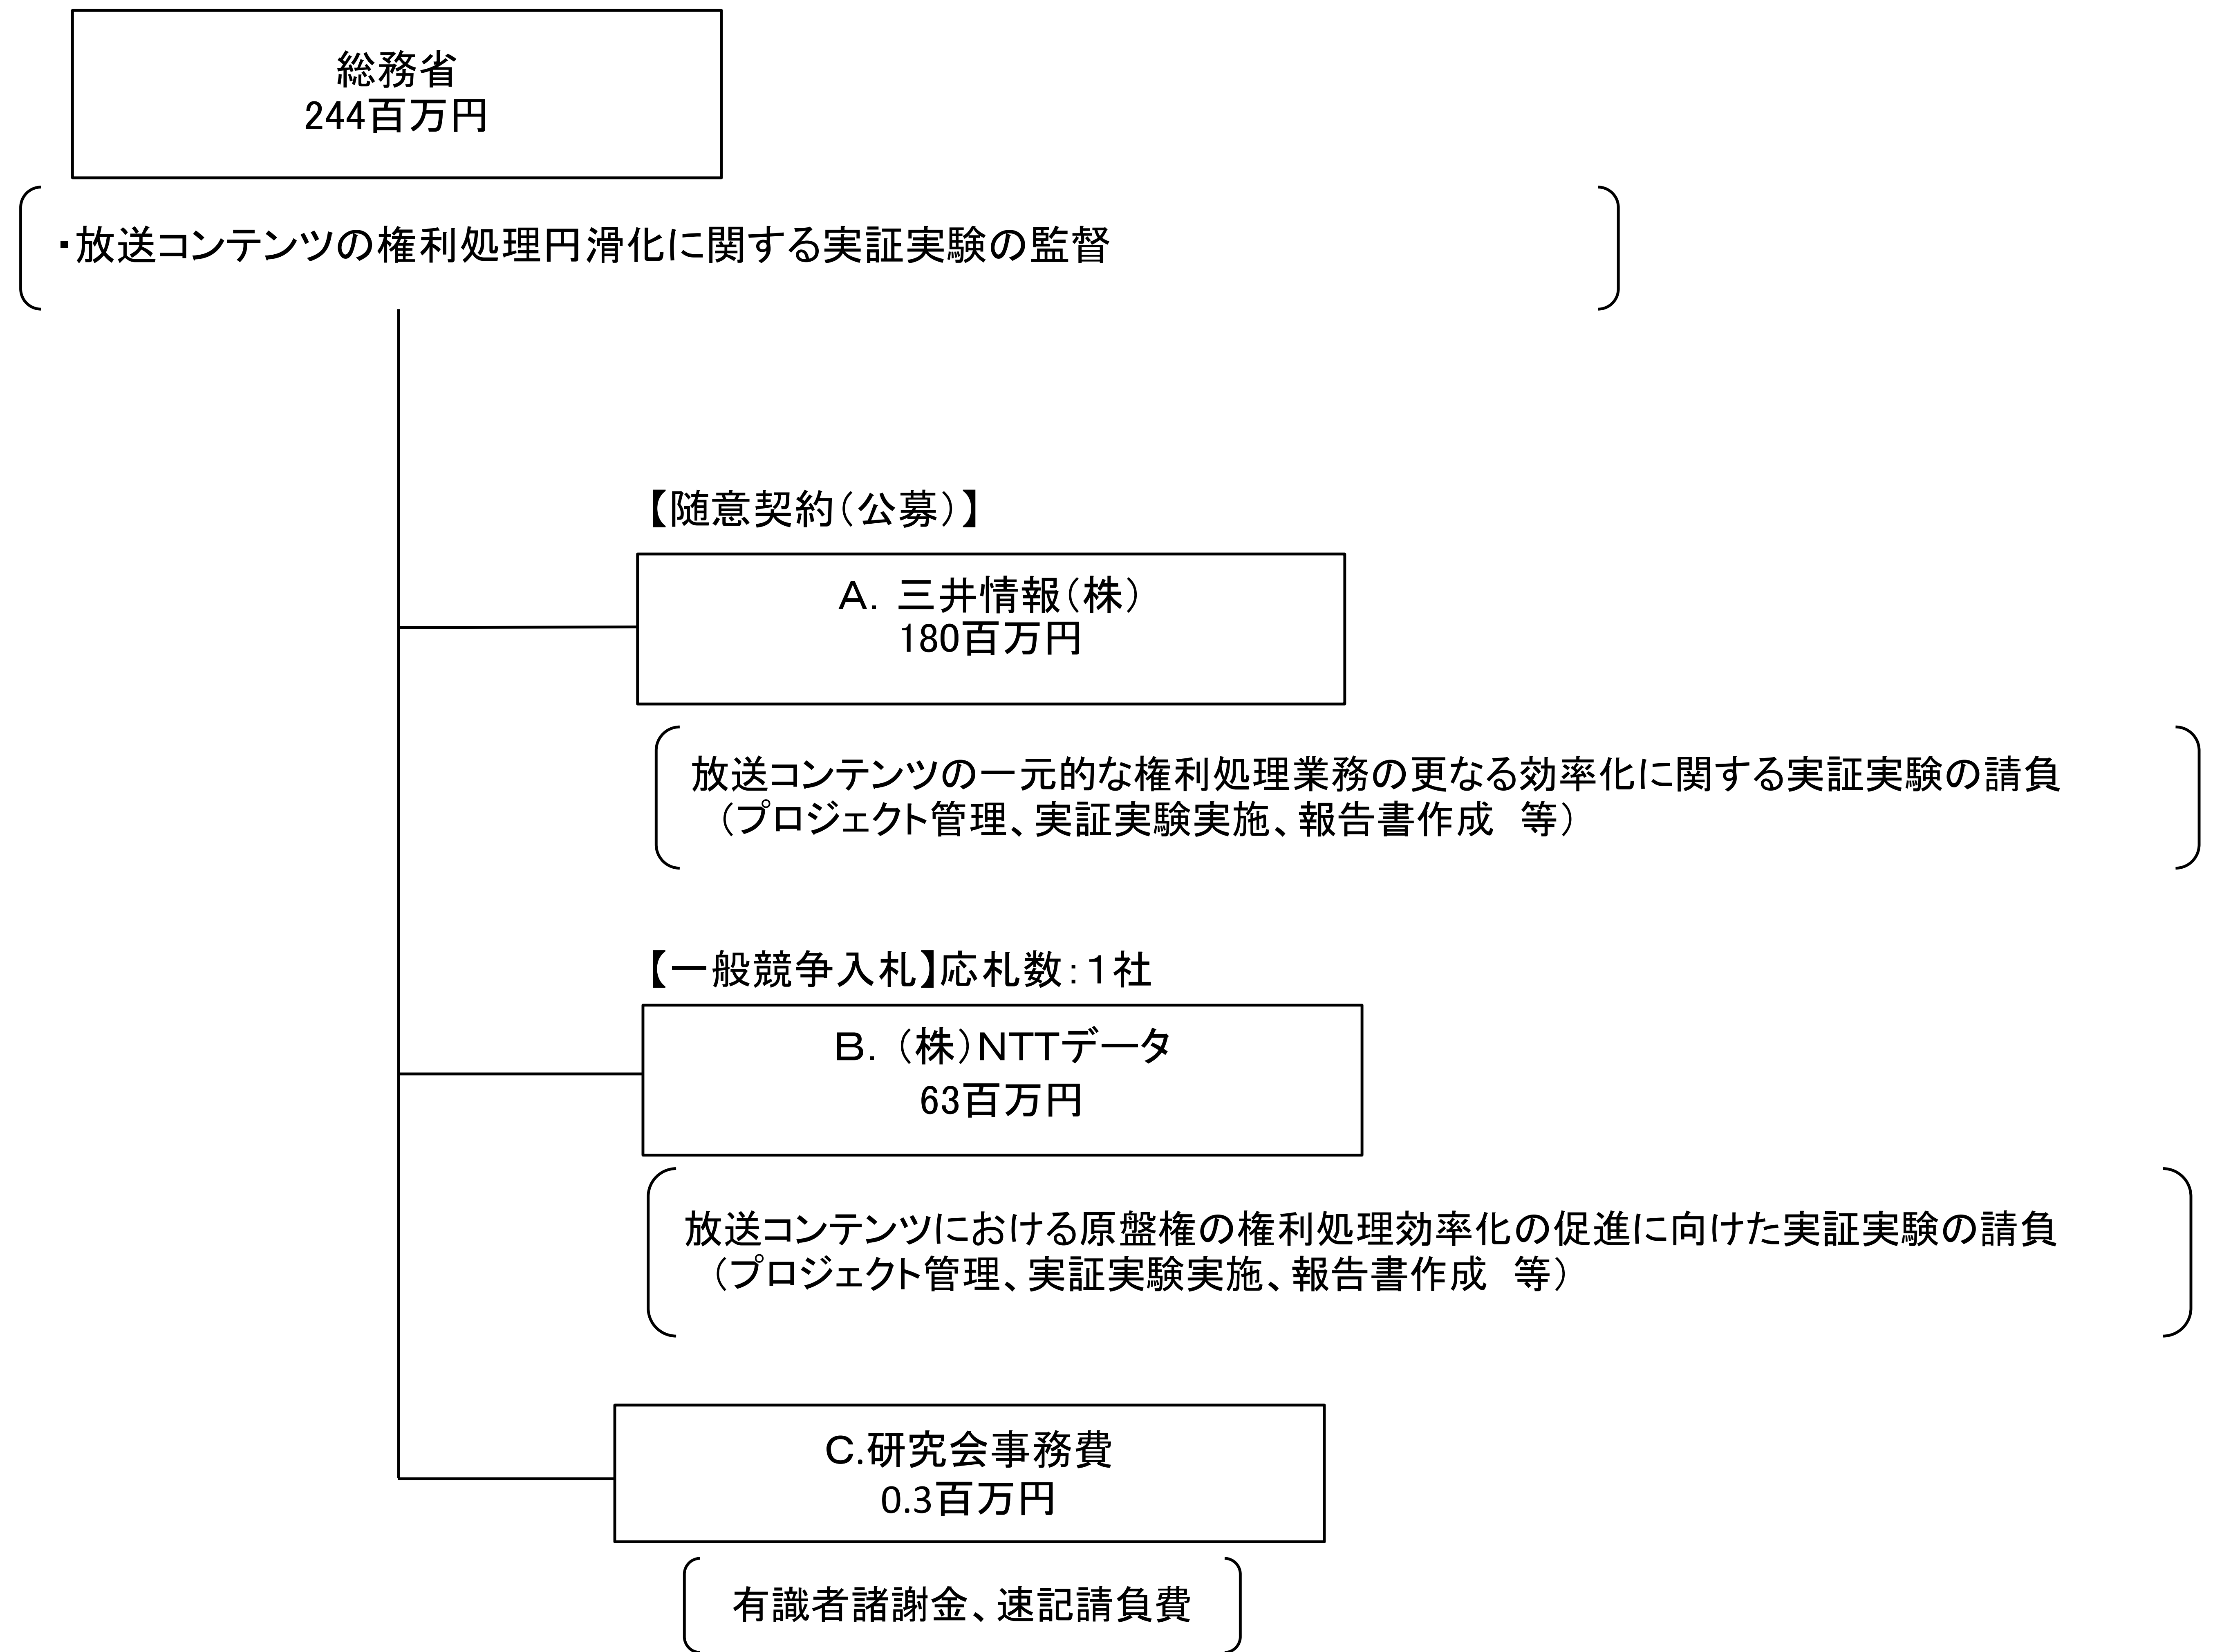 総務省
244百万円
・放送コンテンツの権利処理円滑化に関する実証実験の監督
【随意契約（公募）】
A. 三井情報（株）
180百万円
放送コンテンツの一元的な権利処理業務の更なる効率化に関する実証実験の請負
（プロジェクト管理、実証実験実施、報告書作成　等）
【一般競争入札】応札数：１社
B. （株）NTTデータ
63百万円
放送コンテンツにおける原盤権の権利処理効率化の促進に向けた実証実験の請負
（プロジェクト管理、実証実験実施、報告書作成　等）
C.研究会事務費
0.3百万円
有識者諸謝金、速記請負費